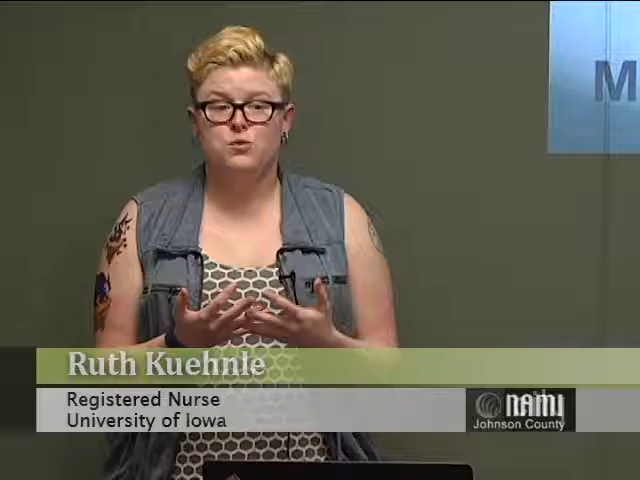 M
Ruth Kuehnle
Registered Nurse
University of Iowa
NAMI
Johnson County